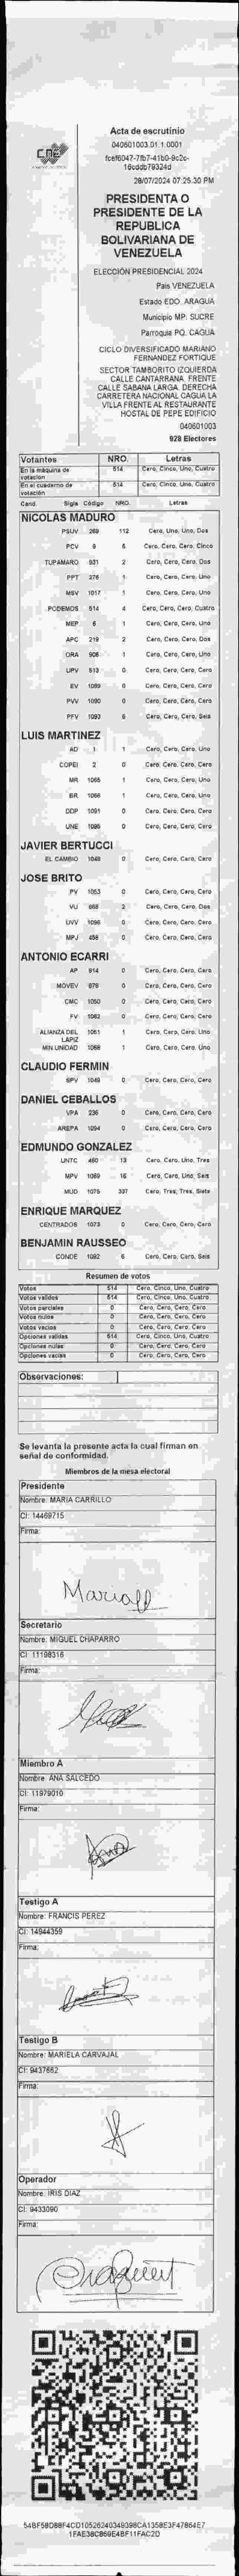 CNE
Acta de escrutinio
040601003.01.1.0001
fcef6047-7fb7-41b0-9c2c-
16cddb79324d
28/07/2024 07:25:30 PM
PRESIDENTA O
PRESIDENTE DE LA
REPUBLICA
BOLIVARIANA DE
VENEZUELA
ELECCIÓN PRESIDENCIAL 2024
Pais VENEZUELA
Estado EDO. ARAGUA
Municipio MP. SUCRE
Parroquia PQ. CAGUA
CICLO DIVERSIFICADO MARIANO
FERNANDEZ FORTIQUE
SECTOR TAMBORITO IZQUIERDA
CALLE CANTARRANA. FRENTE
CALLE SABANA LARGA. DERECHA
CARRETERA NACIONAL CAGUA LA
VILLA FRENTE AL RESTAURANTE
HOSTAL DE PEPE EDIFICIO
040601003
928 Electores
Votantes NRO. Letras
En la máquina de votación 514 Cero, Cinco, Uno, Cuatro
En el cuaderno de votación 514 Cero, Cinco, Uno, Cuatro
Cand. Sigla Código NRO. Letras
NICOLAS MADURO
PSUV 269 112 Cero, Uno, Uno, Dos
PCV 9 5 Cero, Cero, Cero, Cinco
TUPAMARO 931 2 Cero, Cero, Cero, Dos
PPT 276 1 Cero, Cero, Cero, Uno
MSV 1017 1 Cero, Cero, Cero, Uno
PODEMOS 514 4 Cero, Cero, Cero, Cuatro
MEP 6 1 Cero, Cero, Cero, Uno
APC 219 2 Cero, Cero, Cero, Dos
ORA 908 1 Cero, Cero, Cero, Uno
UPV 513 0 Cero, Cero, Cero, Cero
EV 1089 0 Cero, Cero, Cero, Cero
PVV 1090 0 Cero, Cero, Cero, Cero
PFV 1093 6 Cero, Cero, Cero, Seis
LUIS MARTINEZ
AD 1 1 Cero, Cero, Cero, Uno
COPEI 2 0 Cero, Cero, Cero, Cero
MR 1065 1 Cero, Cero, Cero, Uno
BR 1066 1 Cero, Cero, Cero, Uno
DDP 1091 0 Cero, Cero, Cero, Cero
UNE 1095 0 Cero, Cero, Cero, Cero
JAVIER BERTUCCI
EL CAMBIO 1048 0 Cero, Cero, Cero, Cero
JOSE BRITO
PV 1053 0 Cero, Cero, Cero, Cero
VU 668 2 Cero, Cero, Cero, Dos
UVV 1096 0 Cero, Cero, Cero, Cero
MPJ 458 0 Cero, Cero, Cero, Cero
ANTONIO ECARRI
AP 914 0 Cero, Cero, Cero, Cero
MOVEV 979 0 Cero, Cero, Cero, Cero
CMC 1050 0 Cero, Cero, Cero, Cero
FV 1082 0 Cero, Cero, Cero, Cero
ALIANZA DEL LAPIZ 1061 1 Cero, Cero, Cero, Uno
MIN UNIDAD 1088 1 Cero, Cero, Cero, Uno
CLAUDIO FERMIN
SPV 1049 0 Cero, Cero, Cero, Cero
DANIEL CEBALLOS
VPA 236 0 Cero, Cero, Cero, Cero
AREPA 1094 0 Cero, Cero, Cero, Cero
EDMUNDO GONZALEZ
UNTC 460 13 Cero, Cero, Uno, Tres
MPV 1069 16 Cero, Cero, Uno, Seis
MUD 1075 337 Cero, Tres, Tres, Siete
ENRIQUE MARQUEZ
CENTRADOS 1073 0 Cero, Cero, Cero, Cero
BENJAMIN RAUSSEO
CONDE 1092 6 Cero, Cero, Cero, Seis
Resumen de votos
Votos 514 Cero, Cinco, Uno, Cuatro
Votos validos 514 Cero, Cinco, Uno, Cuatro
Votos parciales 0 Cero, Cero, Cero, Cero
Votos nulos 0 Cero, Cero, Cero, Cero
Votos vacios 0 Cero, Cero, Cero, Cero
Opciones validas 514 Cero, Cinco, Uno, Cuatro
Opciones nulas 0 Cero, Cero, Cero, Cero
Opciones vacias 0 Cero, Cero, Cero, Cero
Observaciones:
Se levanta la presente acta la cual firman en
señal de conformidad.
Miembros de la mesa electoral
Presidente
Nombre: MARIA CARRILLO
CI: 14469715
Firma:
Secretario
Nombre: MIGUEL CHAPARRO
CI: 11198316
Firma:
Miembro A
Nombre: ANA SALCEDO
CI: 11979010
Firma:
Testigo A
Nombre: FRANCIS PEREZ
CI: 14944359
Firma:
Testigo B
Nombre: MARIELA CARVAJAL
CI: 9437662
Firma:
Operador
Nombre: IRIS DIAZ
CI: 9433090
Firma:
54BF58D88F4CD10526240349398CA135BE3F47864E7
1FAE38C869E4BF11FAC2D